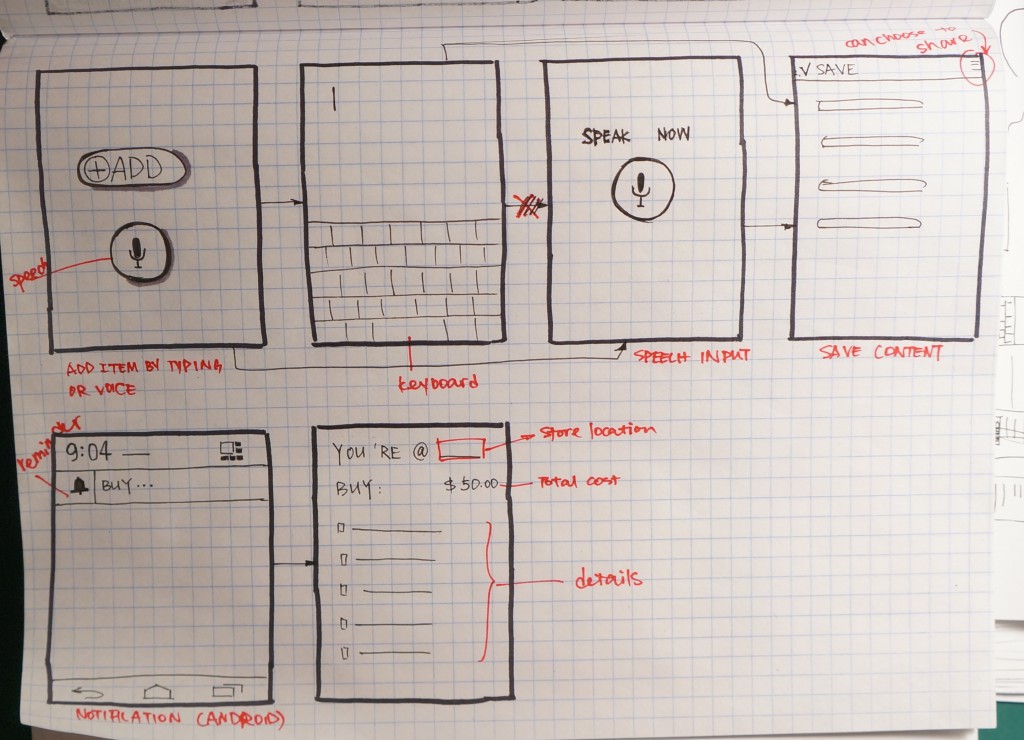 can choose to
share
+ ADD
SPEAK NOW
√ SAVE
speech
ADD ITEM BY TYPING
OR VOICE
keyboard
SPEECH INPUT
SAVE CONTENT
reminder
9:04
BUY...
NOTIFICATION (ANDROID)
YOU'RE @
store location
BUY: $50.00
Total cost
details